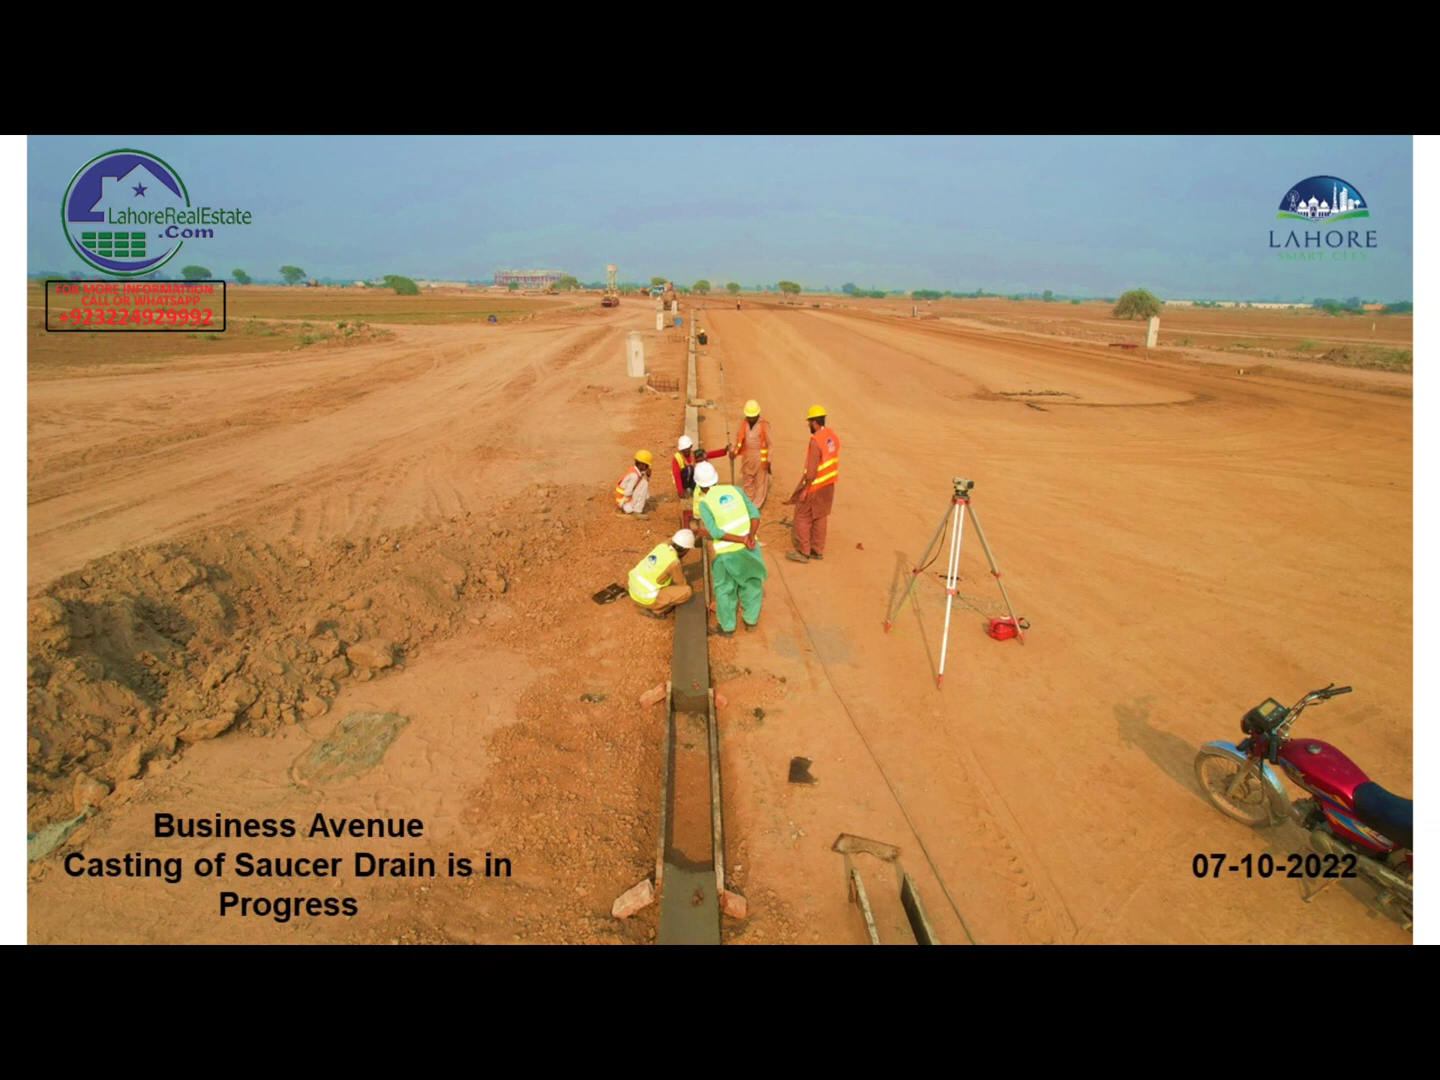 LahoreRealEstate
.Com
FOR MORE INFORMATION
CALL OR WHATSAPP
+923224929992
LAHORE
SMART CITY
Business Avenue
Casting of Saucer Drain is in
Progress
07-10-2022